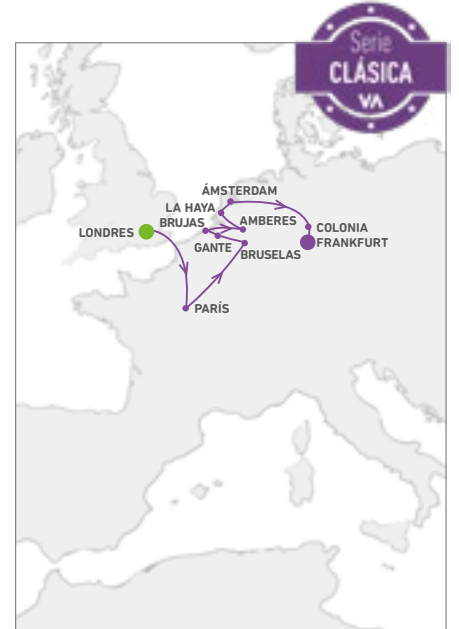 Serie
CLÁSICA
VA
ÁMSTERDAM
LA HAYA
BRUJAS
AMBERES
LONDRES
GANTE
COLONIA
FRANKFURT
BRUSELAS
PARÍS